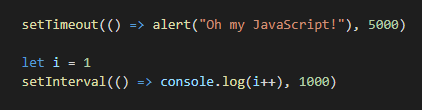 setTimeout(() => alert("Oh my JavaScript!"), 5000)
let i = 1
setInterval(() => console.log(i++), 1000)